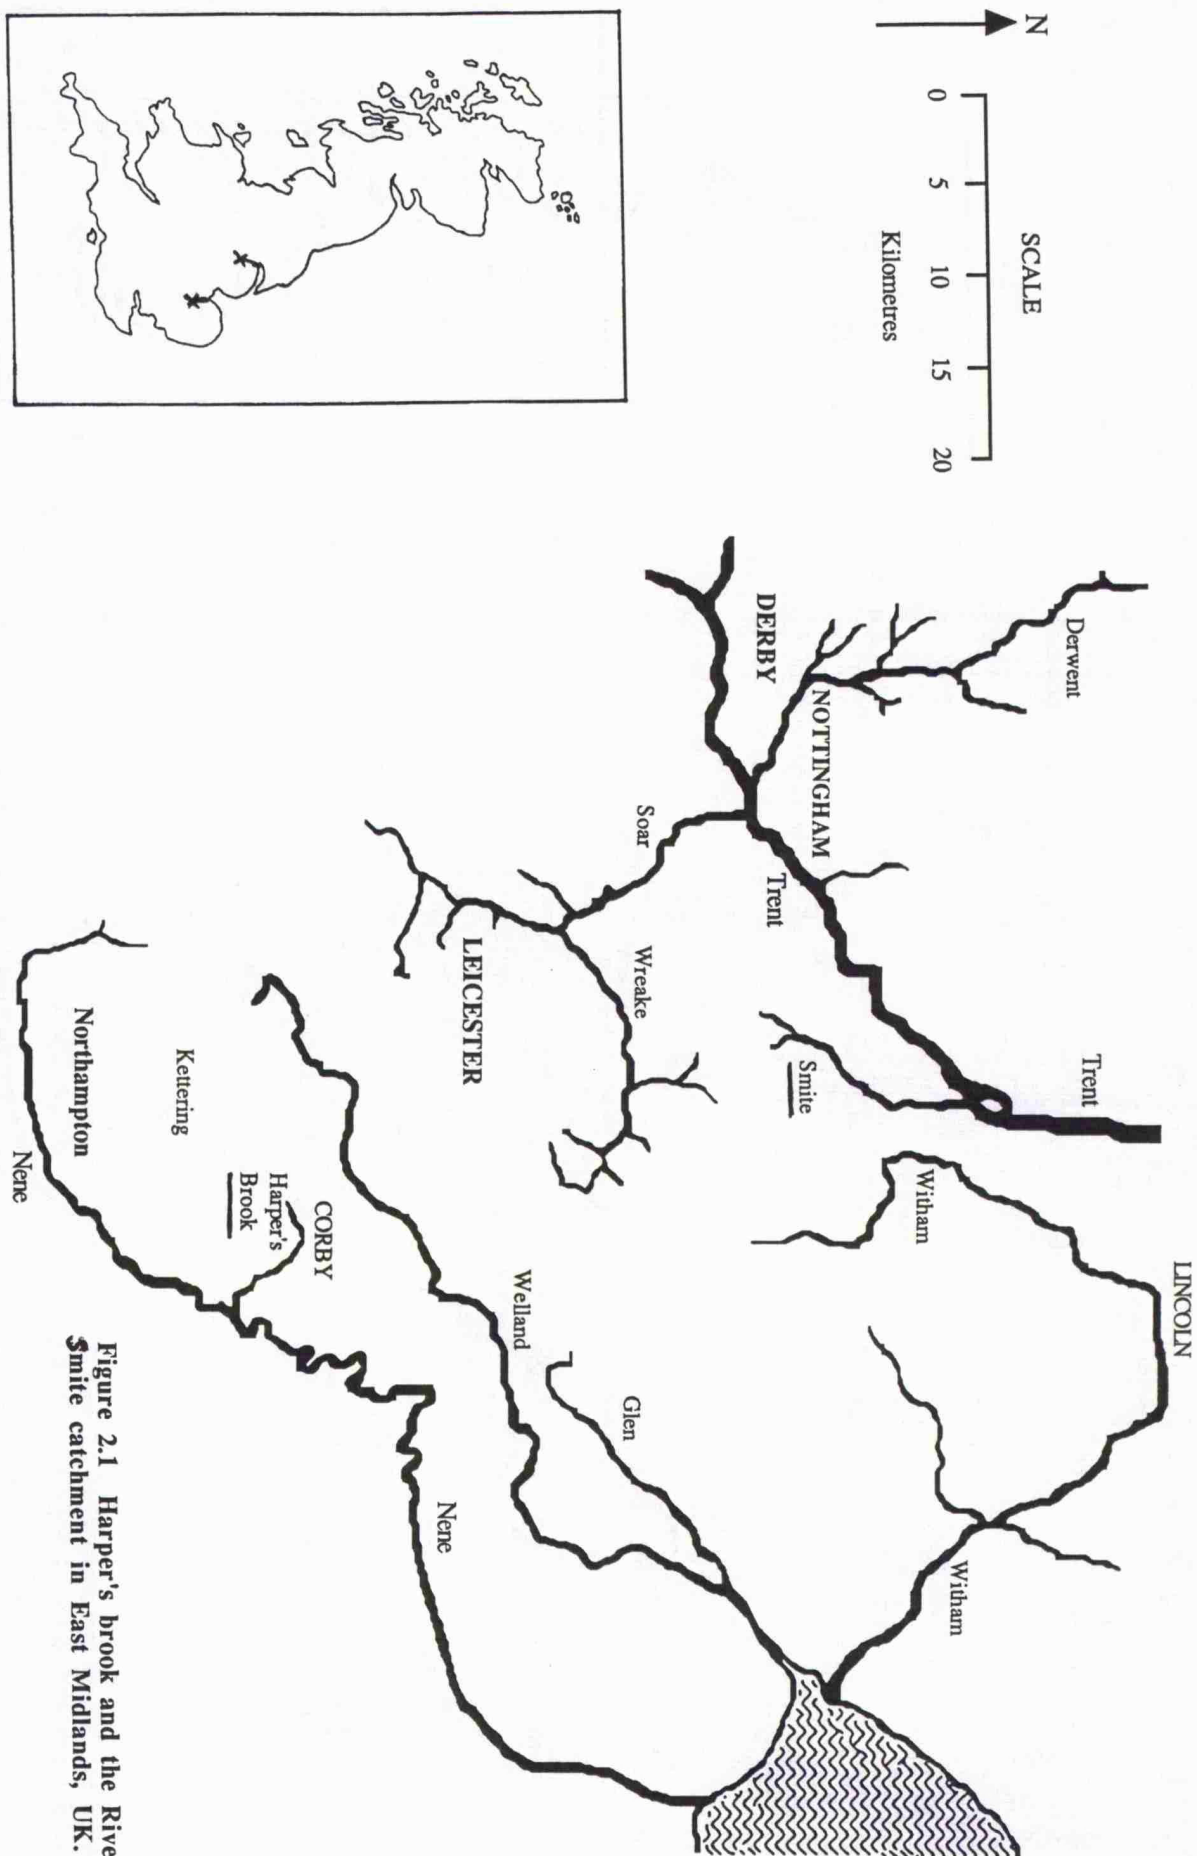 N
SCALE
0 5 10 15 20
Kilometres
Derwent
DERBY
NOTTINGHAM
Trent
Trent
Soar
Wreake
LEICESTER
Smite
Witham
LINCOLN
Witham
Glen
Welland
CORBY
Harper's
Brook
Kettering
Northampton
Nene
Nene
Figure 2.1 Harper's brook and the Rive
Smite catchment in East Midlands, UK.